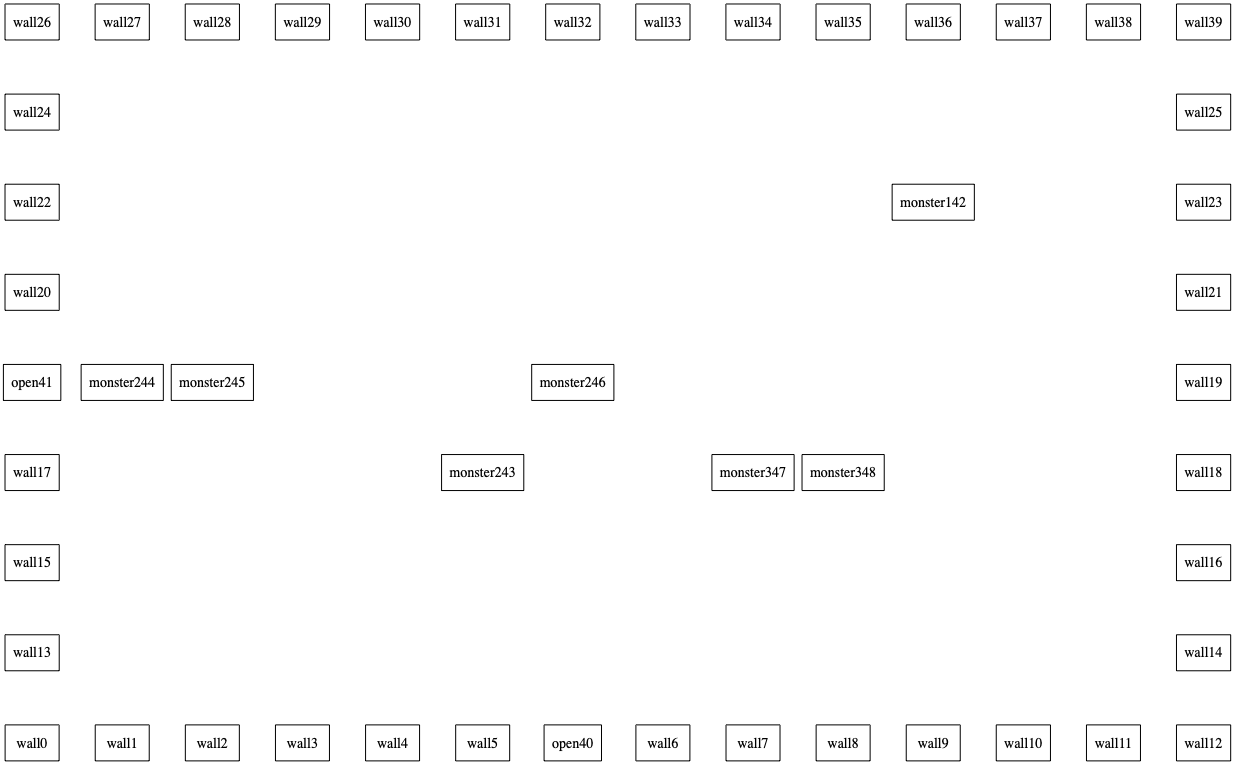 wall26 wall27 wall28 wall29 wall30 wall31 wall32 wall33 wall34 wall35 wall36 wall37 wall38 wall39
wall24 wall25
wall22 monster142 wall23
wall20 wall21
open41 monster244 monster245 monster246 wall19
wall17 monster243 monster347 monster348 wall18
wall15 wall16
wall13 wall14
wall0 wall1 wall2 wall3 wall4 wall5 open40 wall6 wall7 wall8 wall9 wall10 wall11 wall12